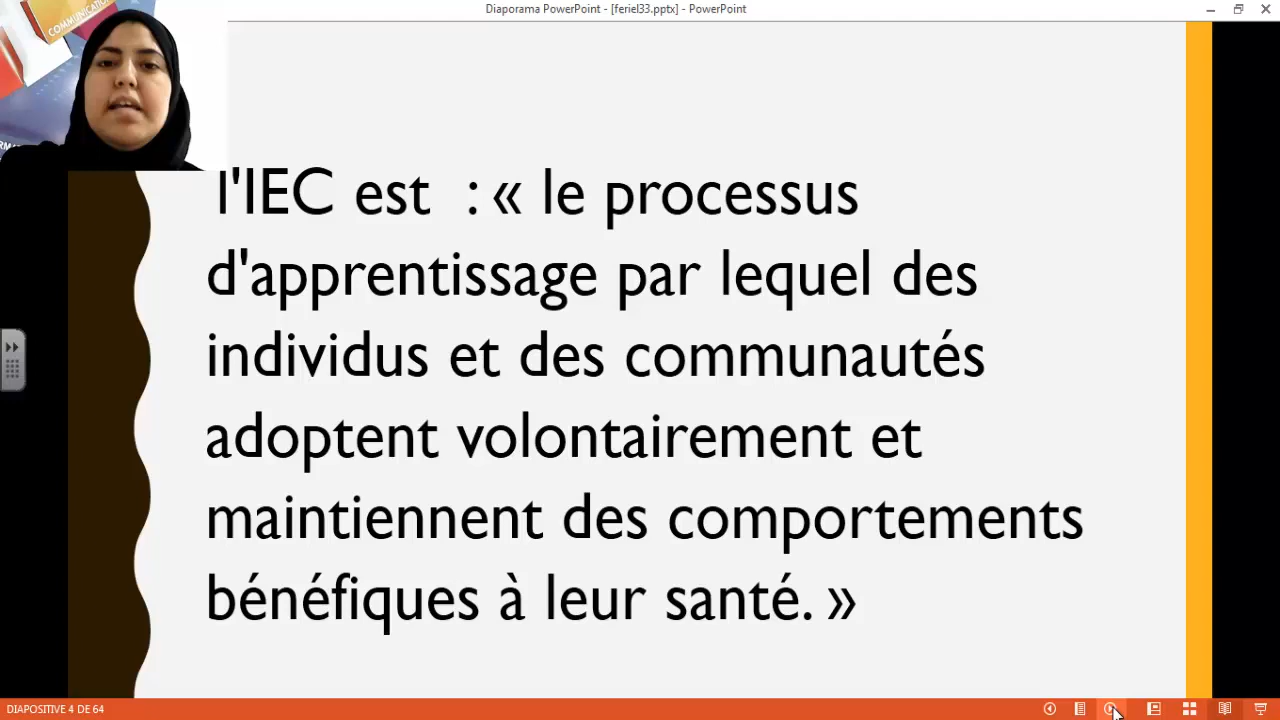 Diaporama PowerPoint - [feriel33.pptx] - PowerPoint
COMMUNICATION
l'IEC est : « le processus
d'apprentissage par lequel des
individus et des communautés
adoptent volontairement et
maintiennent des comportements
bénéfiques à leur santé. »
DIAPOSITIVE 4 DE 64